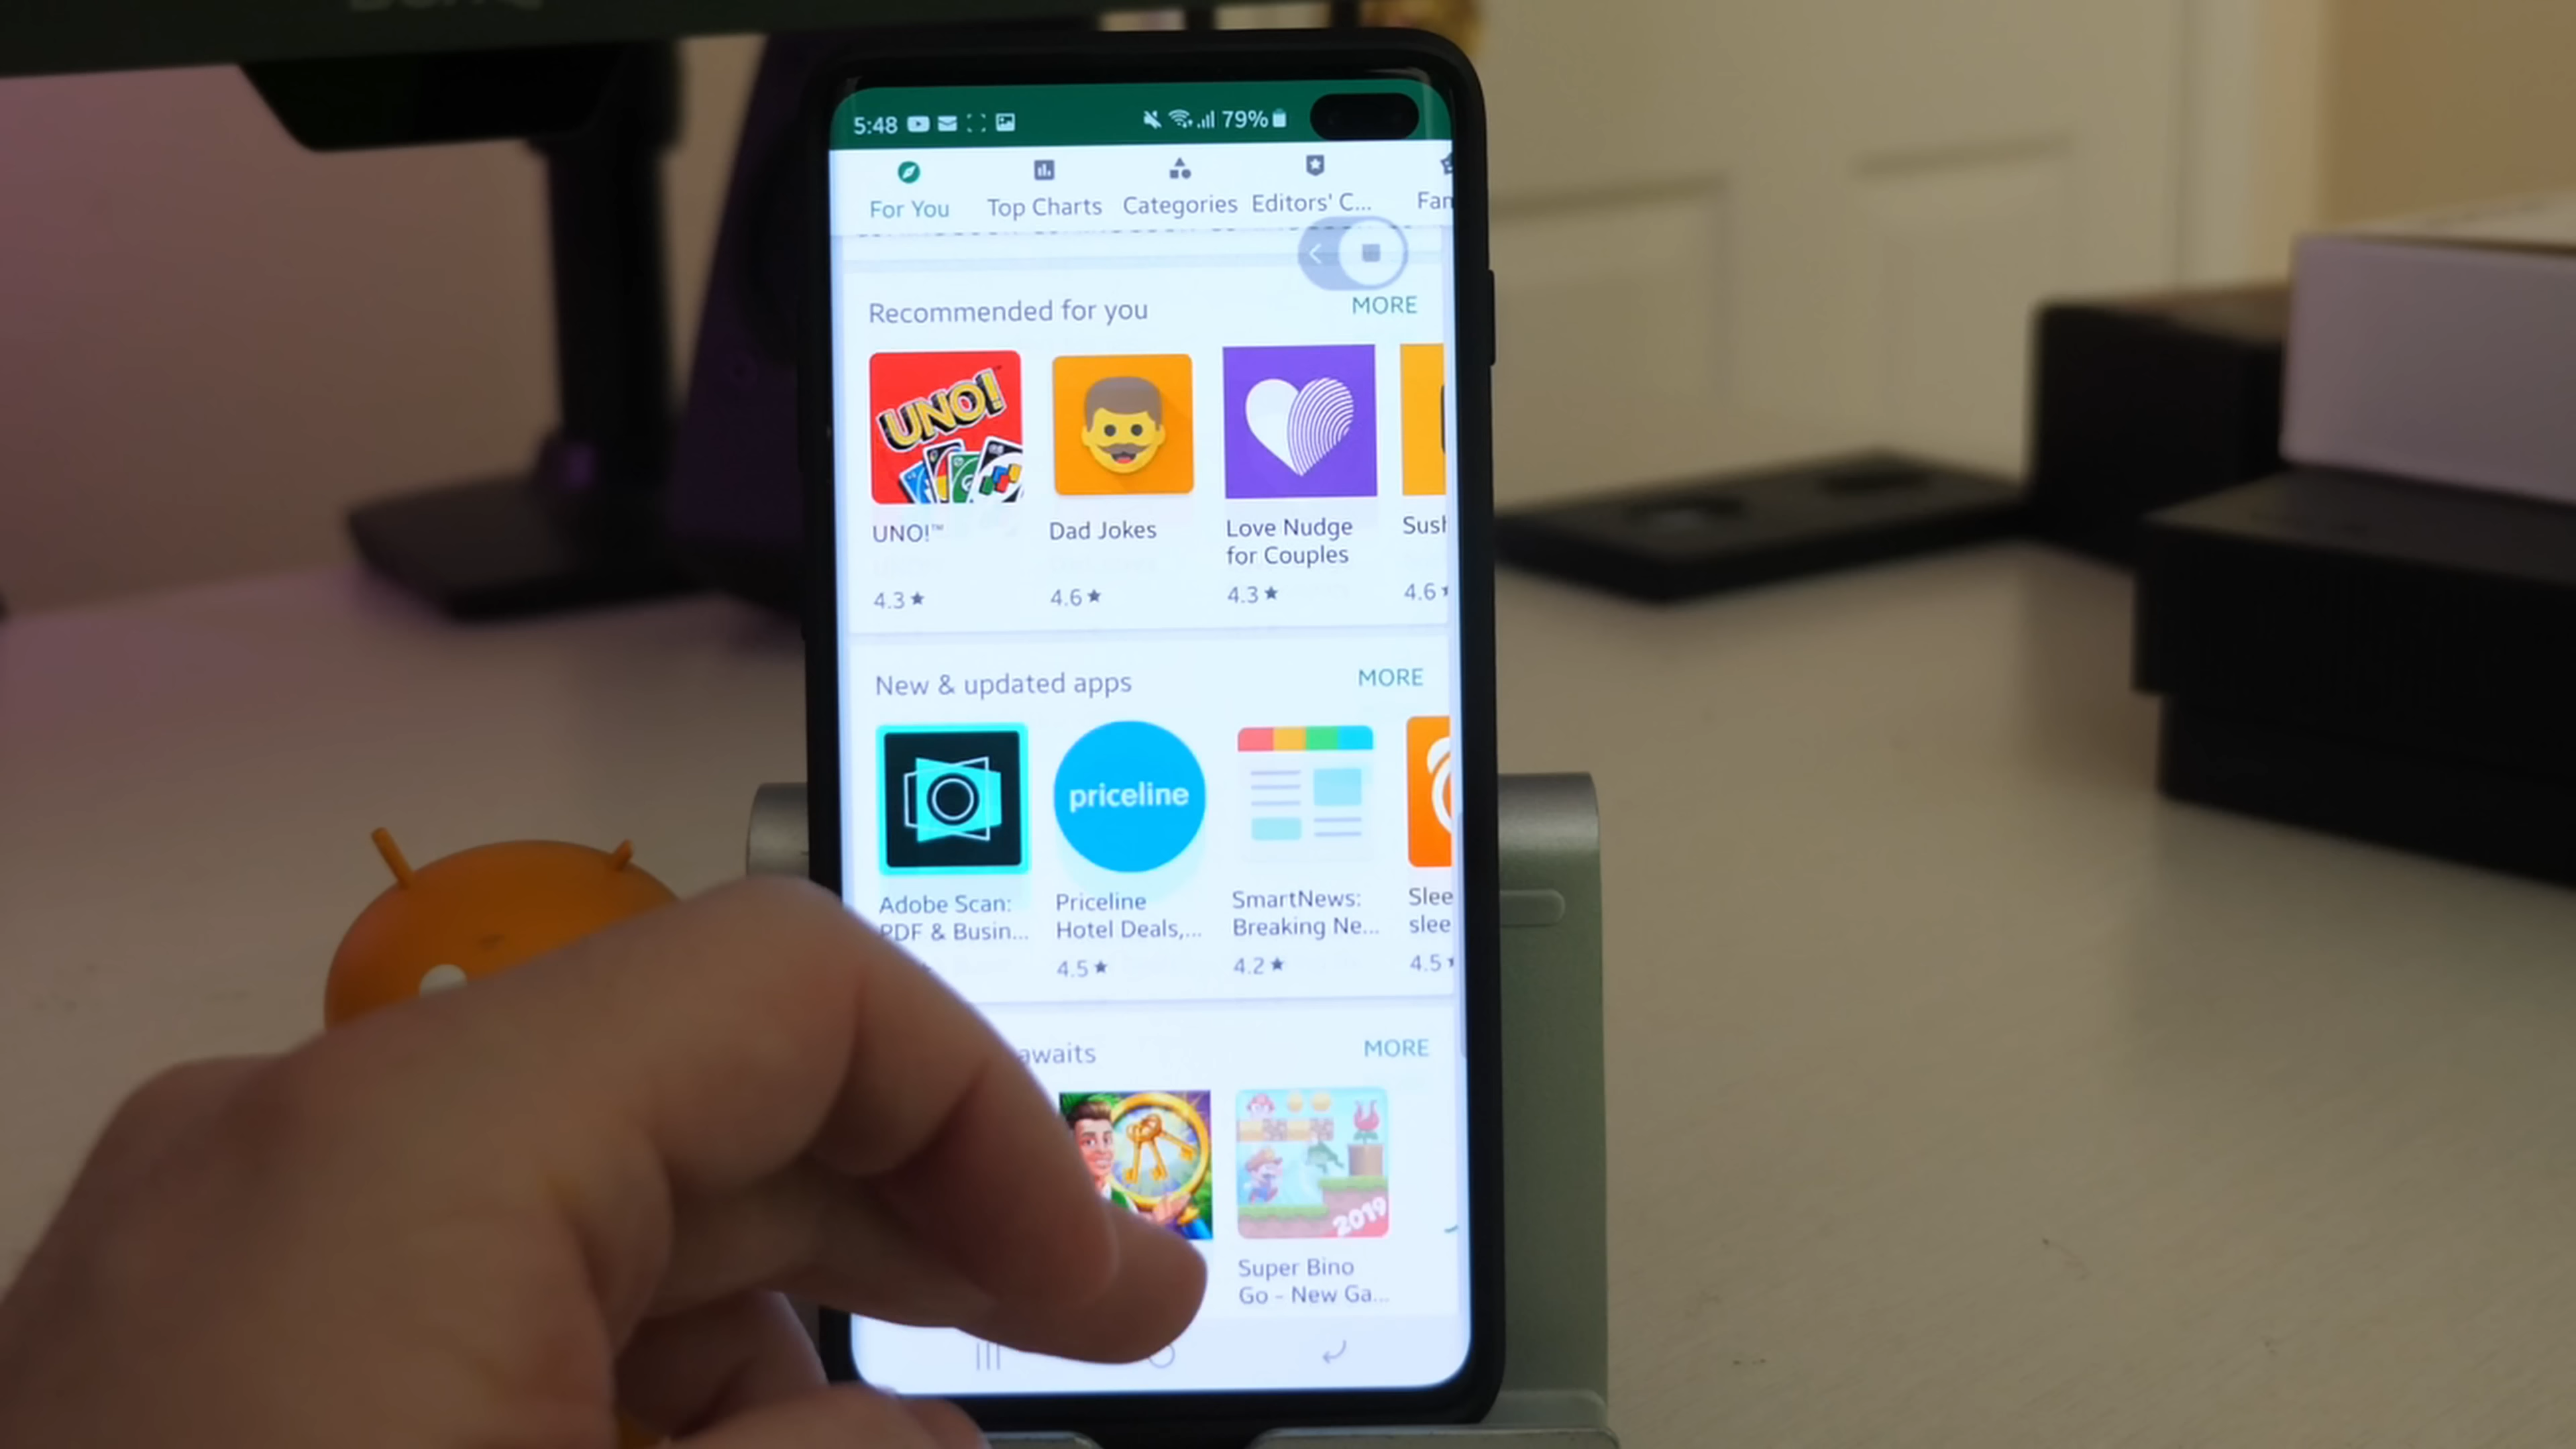 5:48
79%
For You
Top Charts
Categories
Editors' C...
Fan
Recommended for you
MORE
UNO!
UNO!™
4.3★
Dad Jokes
4.6★
Love Nudge
for Couples
4.3★
4.6
New & updated apps
MORE
priceline
Adobe Scan:
PDF & Busin...
Priceline
Hotel Deals,...
4.5★
SmartNews:
Breaking Ne...
4.2★
Slee
slee
4.5
awaits
MORE
2019
Super Bino
Go - New Ga...